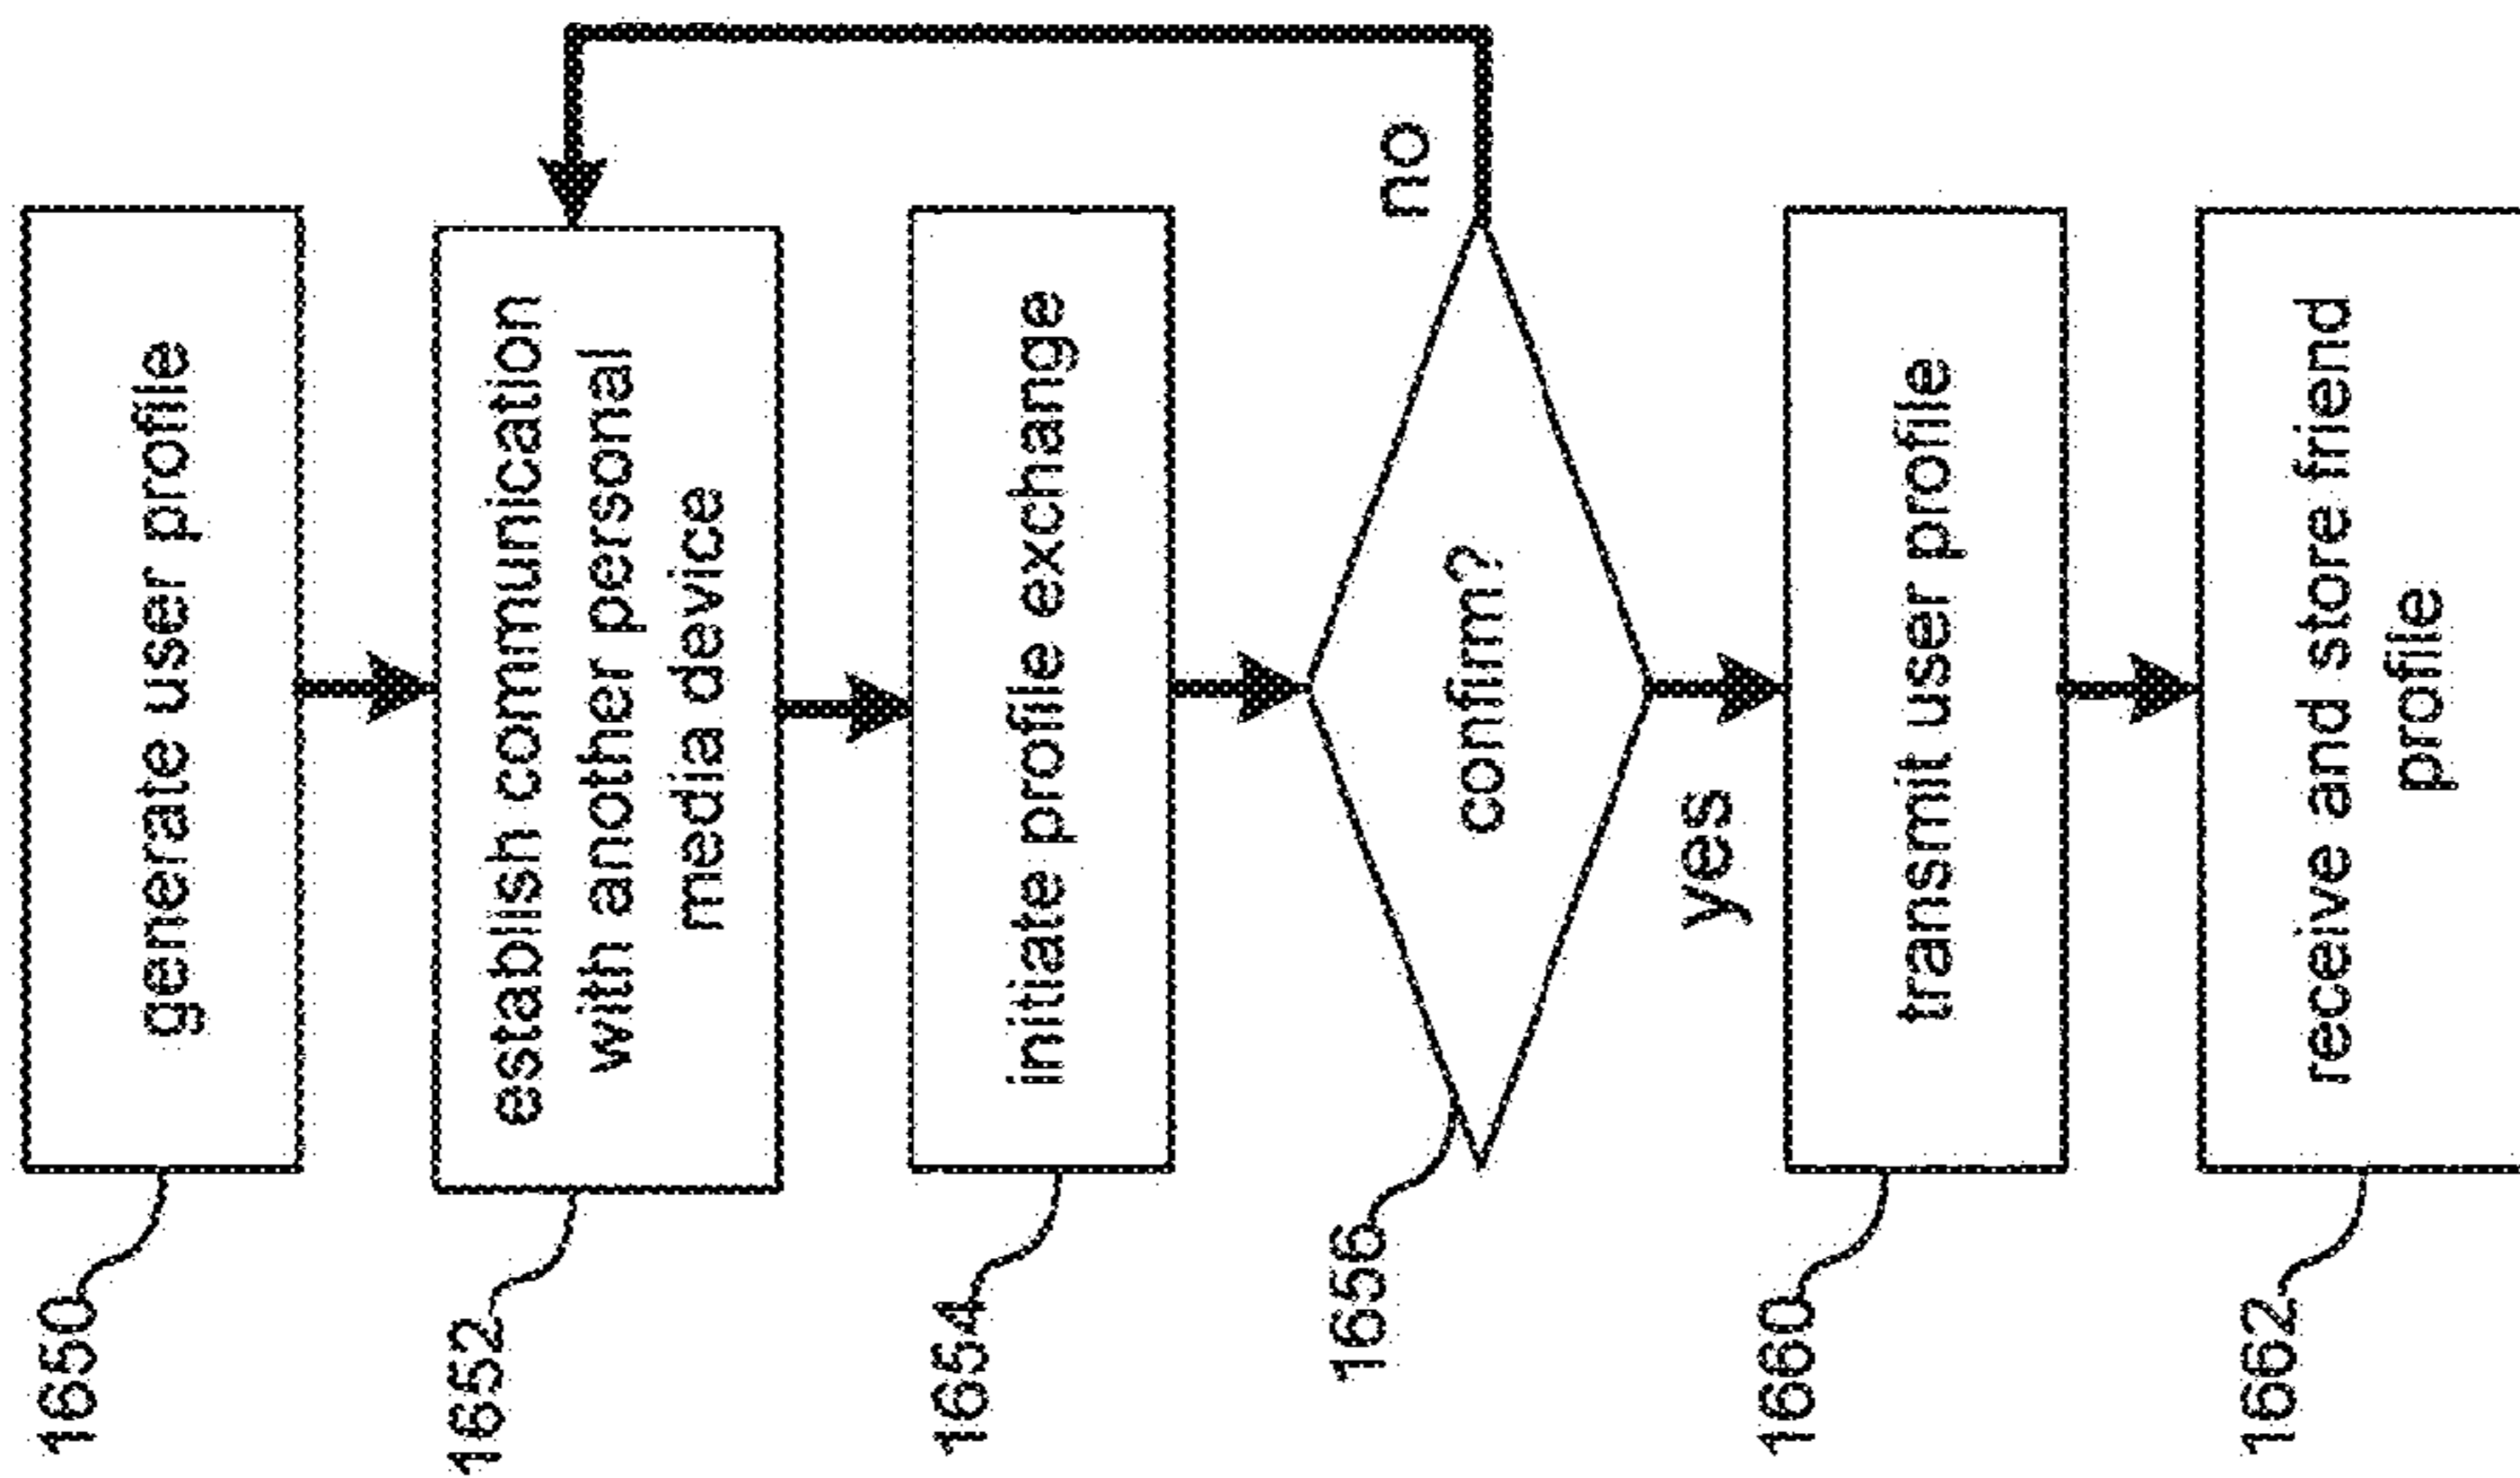 1650
generate user profile
1652
establish communication
with another personal
media device
1654
initiate profile exchange
1656
confirm?
no
yes
1660
transmit user profile
1662
receive and store friend
profile